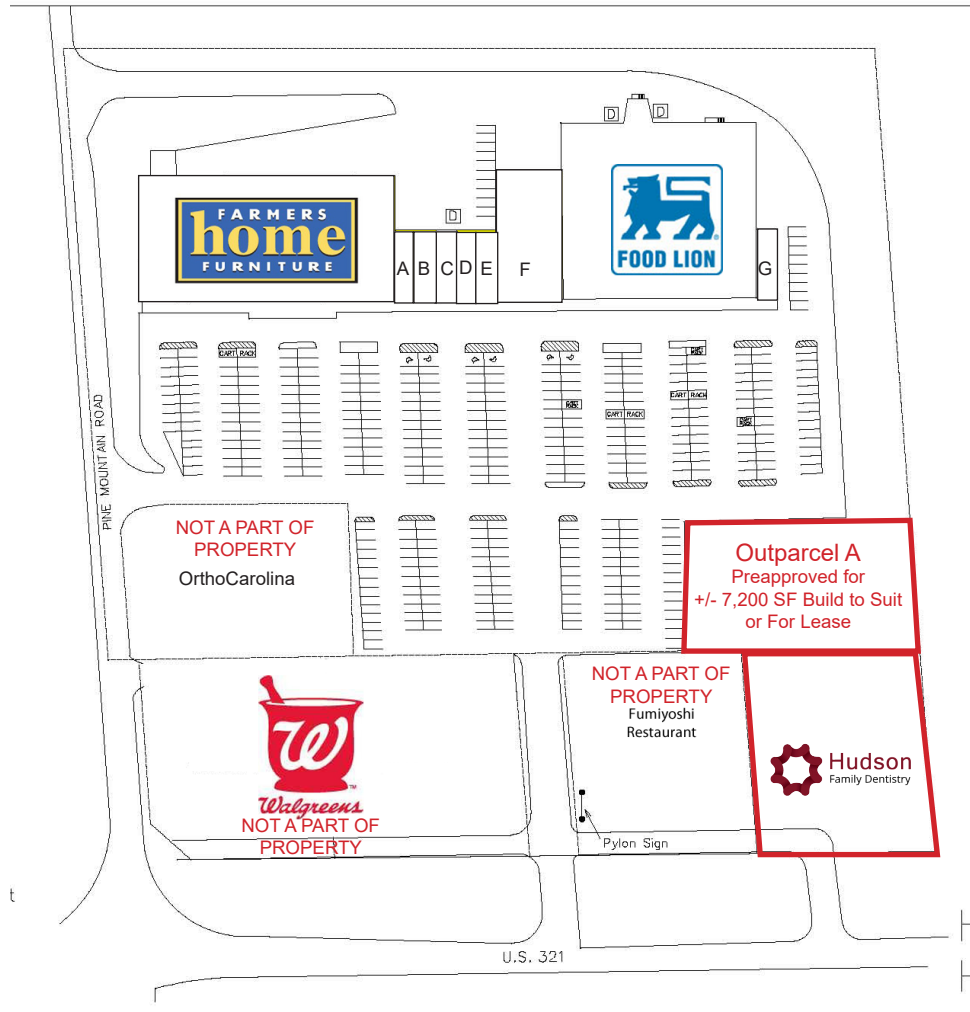 D
D
D
FARMERS
home
FURNITURE
FOOD LION
A B C D E F G
CART RACK
CART RACK
CART RACK
PINE MOUNTAIN ROAD
NOT A PART OF
PROPERTY
OrthoCarolina
Outparcel A
Preapproved for
+/- 7,200 SF Build to Suit
or For Lease
NOT A PART OF
PROPERTY
Fumiyoshi
Restaurant
W
Walgreens
TM
NOT A PART OF
PROPERTY
Hudson
Family Dentistry
Pylon Sign
t
U.S. 321